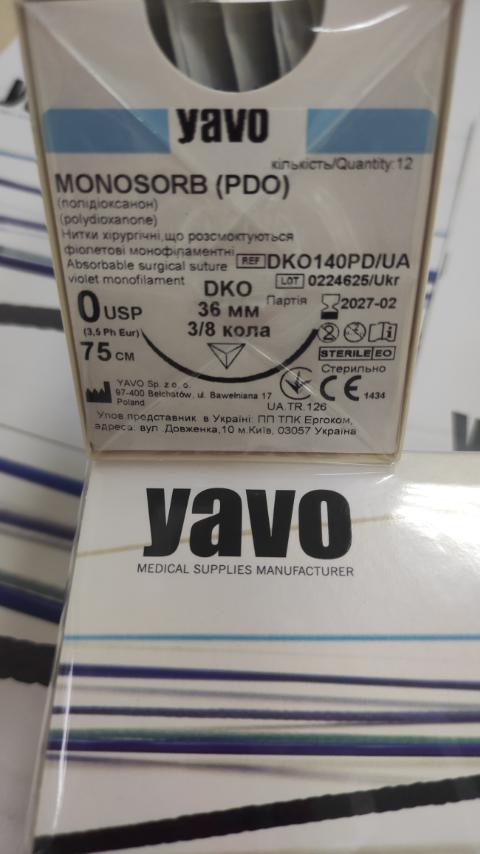 yavo
кількість/Quantity:12
MONOSORB (PDO)
(полідіоксанон)
(polydioxanone)
Нитки хірургічні,що розсмоктуються
фіолетові монофіламентні
REF DKO140PD/UA
Absorbable surgical suture
violet monofilament
LOT 0224625/Ukr
Партія
2027-02
DKO
36 мм
3/8 кола
0 USP
(3,5 Ph Eur)
75 см
STERILE EO
Стерильно
YAVO Sp. z o. o.
97-400 Bełchatów, ul. Bawełniana 17
Poland
UA.TR.126
CE 1434
Упов.представник в Україні: ПП ТПК Ергоком,
адреса: вул .Довженка,10 м.Київ, 03057 Україна
yavo
MEDICAL SUPPLIES MANUFACTURER